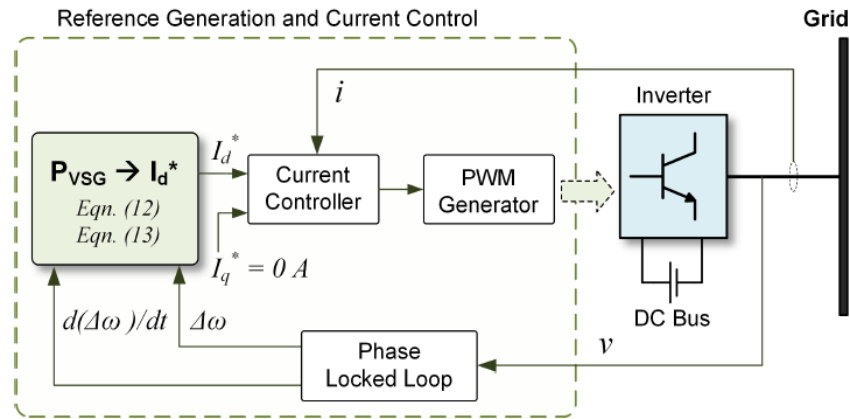 Reference Generation and Current Control
Grid
i
Inverter
P_VSG → I_d*
Eqn. (12)
Eqn. (13)
I_d*
Current
Controller
PWM
Generator
I_q* = 0 A
d(Δω)/dt
Δω
DC Bus
Phase
Locked Loop
v